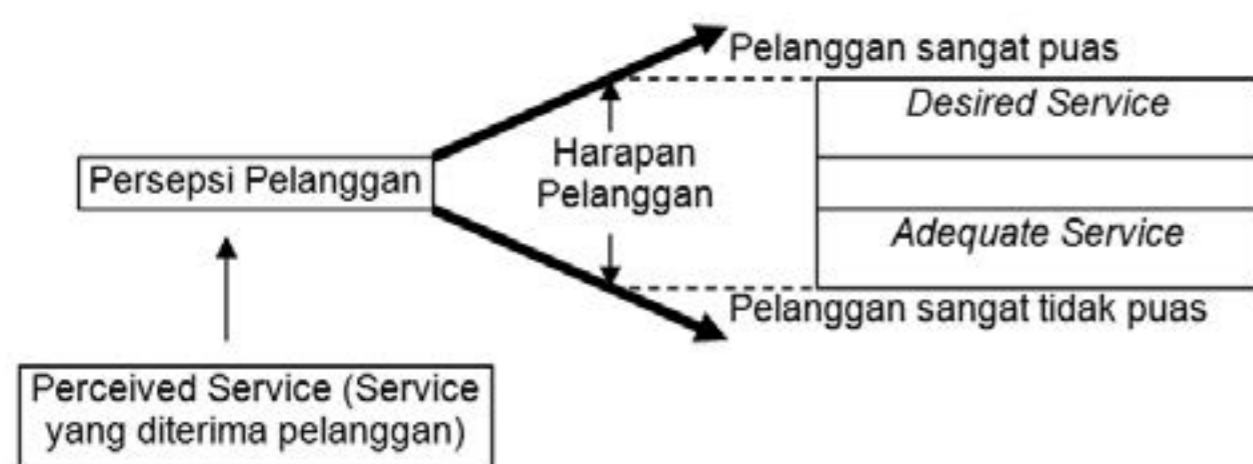 Pelanggan sangat puas
Desired Service
Harapan
Pelanggan
Persepsi Pelanggan
Adequate Service
Pelanggan sangat tidak puas
Perceived Service (Service
yang diterima pelanggan)